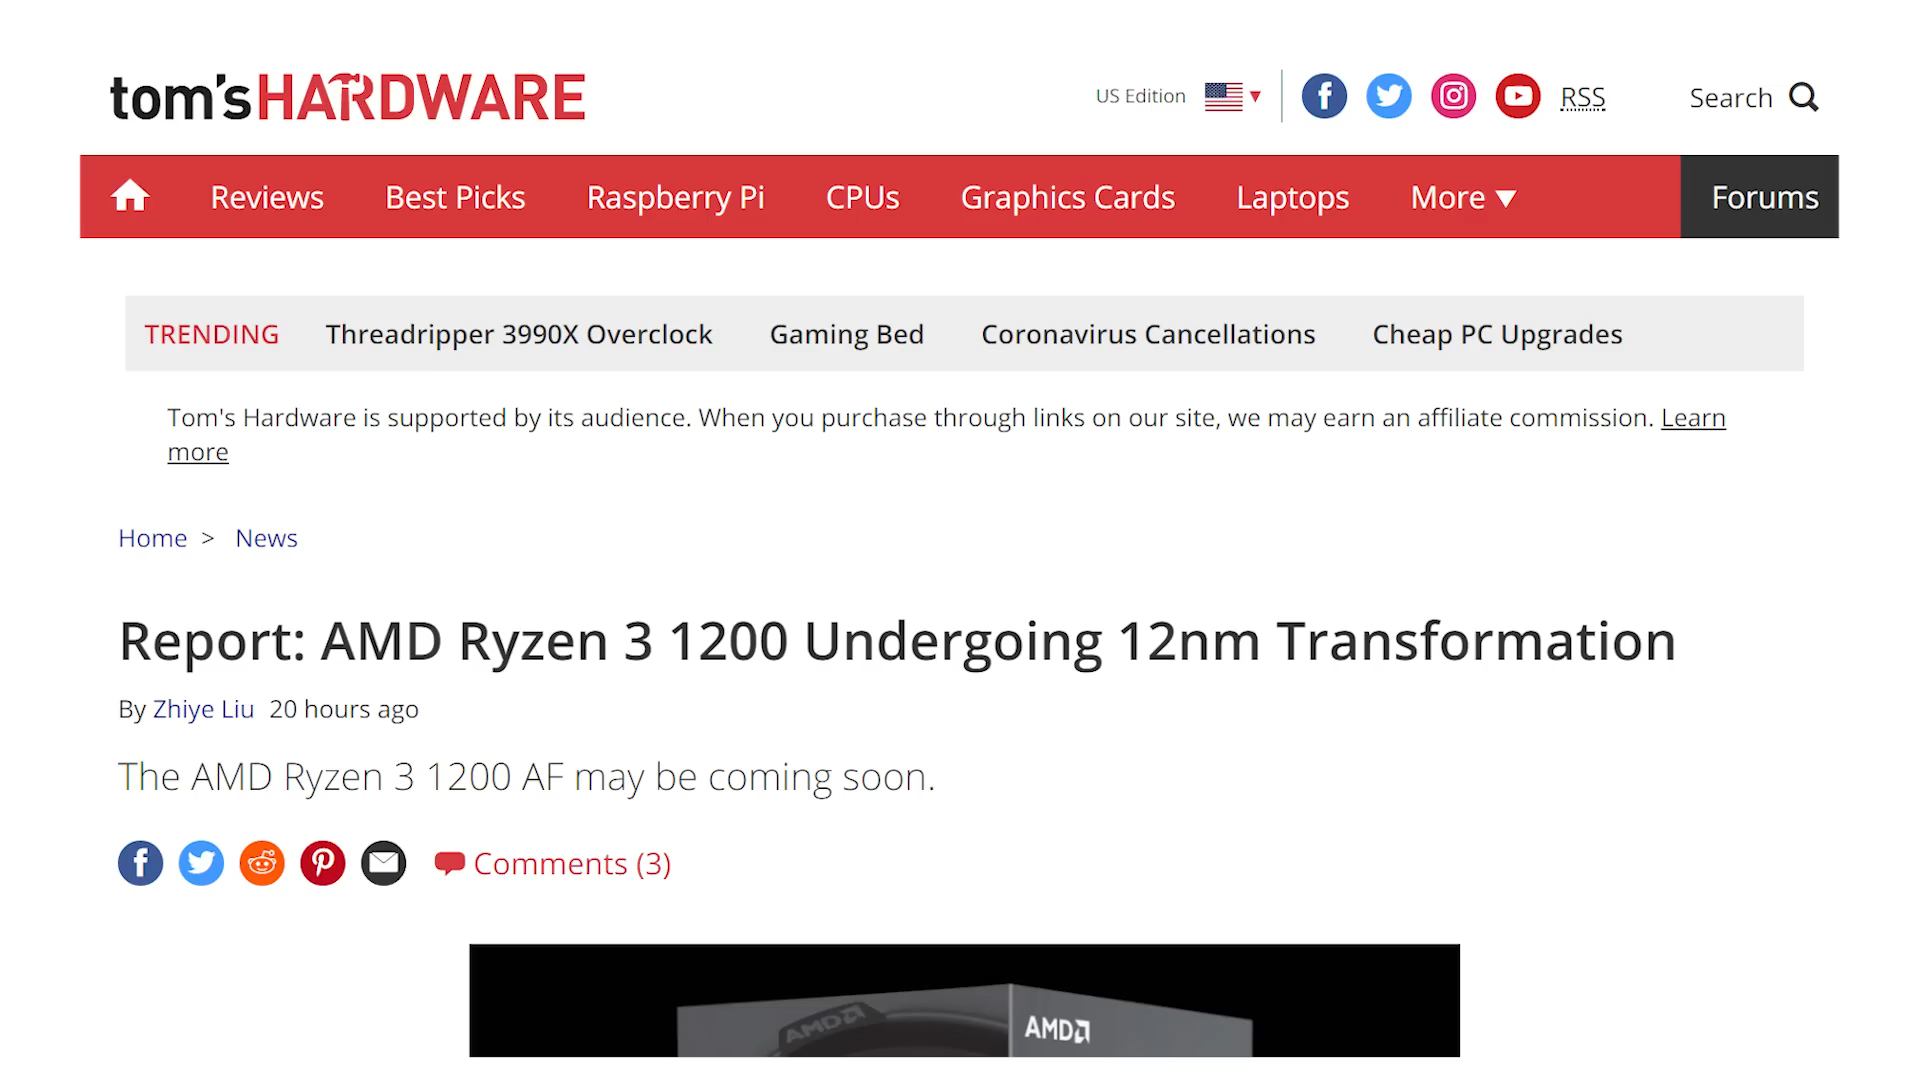 tom'sHARDWARE
US Edition
RSS
Search
Reviews Best Picks Raspberry Pi CPUs Graphics Cards Laptops More Forums
TRENDING Threadripper 3990X Overclock Gaming Bed Coronavirus Cancellations Cheap PC Upgrades
Tom's Hardware is supported by its audience. When you purchase through links on our site, we may earn an affiliate commission. Learn
more
Home > News
Report: AMD Ryzen 3 1200 Undergoing 12nm Transformation
By Zhiye Liu 20 hours ago
The AMD Ryzen 3 1200 AF may be coming soon.
Comments (3)
AMD
AMD